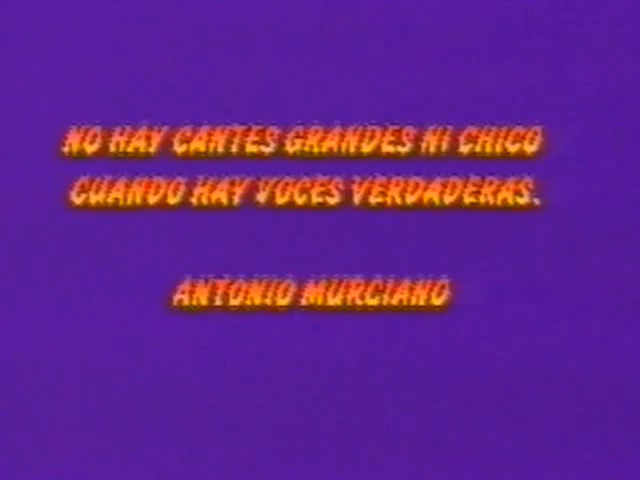 NO HAY CANTES GRANDES NI CHICO
CUANDO HAY VOCES VERDADERAS.
ANTONIO MURCIANO